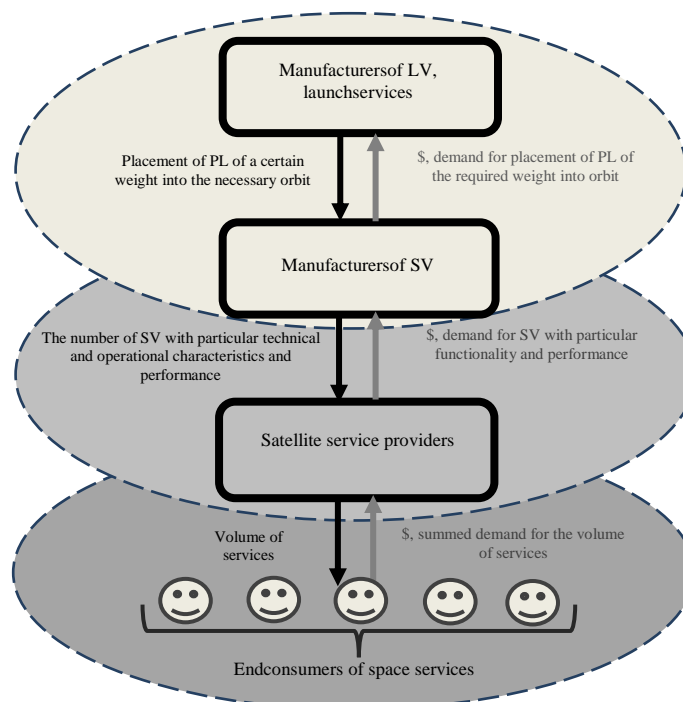 Manufacturersof LV,
launchservices
Placement of PL of a certain
weight into the necessary orbit
$, demand for placement of PL of
the required weight into orbit
Manufacturersof SV
The number of SV with particular technical
and operational characteristics and
performance
$, demand for SV with particular
functionality and performance
Satellite service providers
Volume of
services
$, summed demand for the volume
of services
Endconsumers of space services